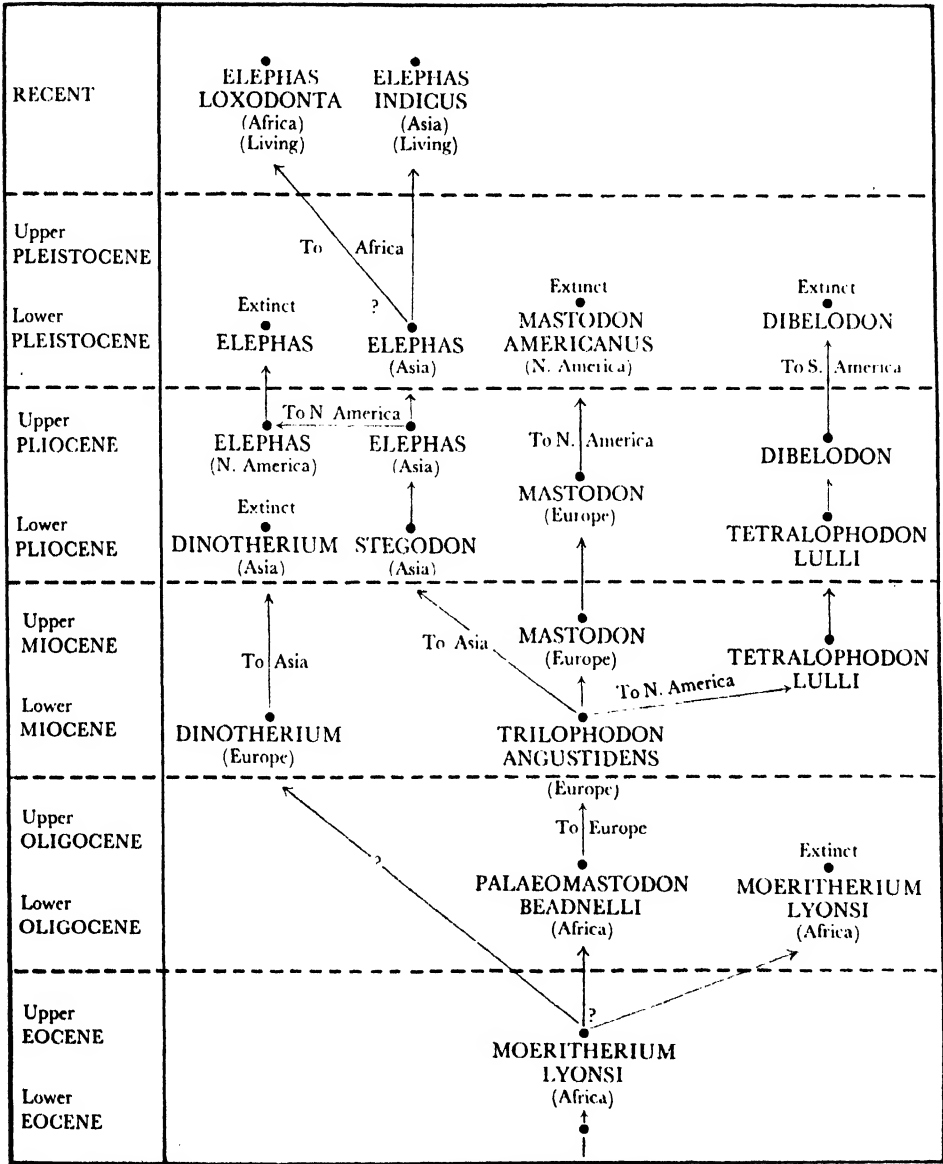 RECENT
ELEPHAS
LOXODONTA
(Africa)
(Living)
ELEPHAS
INDICUS
(Asia)
(Living)
Upper
PLEISTOCENE
To Africa
?
Lower
PLEISTOCENE
Extinct
ELEPHAS
ELEPHAS
(Asia)
Extinct
MASTODON
AMERICANUS
(N. America)
Extinct
DIBELODON
To S. America
Upper
PLIOCENE
To N America
ELEPHAS
(N. America)
ELEPHAS
(Asia)
To N. America
MASTODON
(Europe)
DIBELODON
Lower
PLIOCENE
Extinct
DINOTHERIUM
(Asia)
STEGODON
(Asia)
TETRALOPHODON
LULLI
Upper
MIOCENE
To Asia
To Asia
MASTODON
(Europe)
To N. America
TETRALOPHODON
LULLI
Lower
MIOCENE
DINOTHERIUM
(Europe)
TRILOPHODON
ANGUSTIDENS
(Europe)
Upper
OLIGOCENE
?
To Europe
Lower
OLIGOCENE
PALAEOMASTODON
BEADNELLI
(Africa)
Extinct
MOERITHERIUM
LYONSI
(Africa)
Upper
EOCENE
?
MOERITHERIUM
LYONSI
(Africa)
Lower
EOCENE